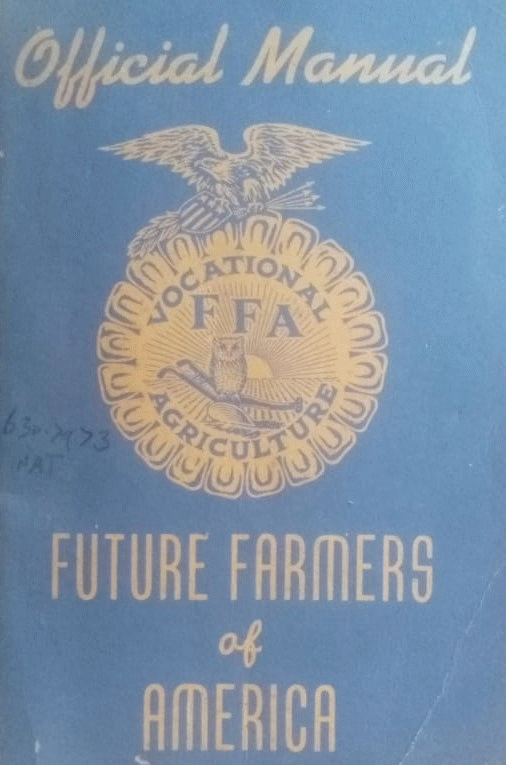 Official Manual
VOCATIONAL
FFA
AGRICULTURE
NAT
FUTURE FARMERS
of
AMERICA